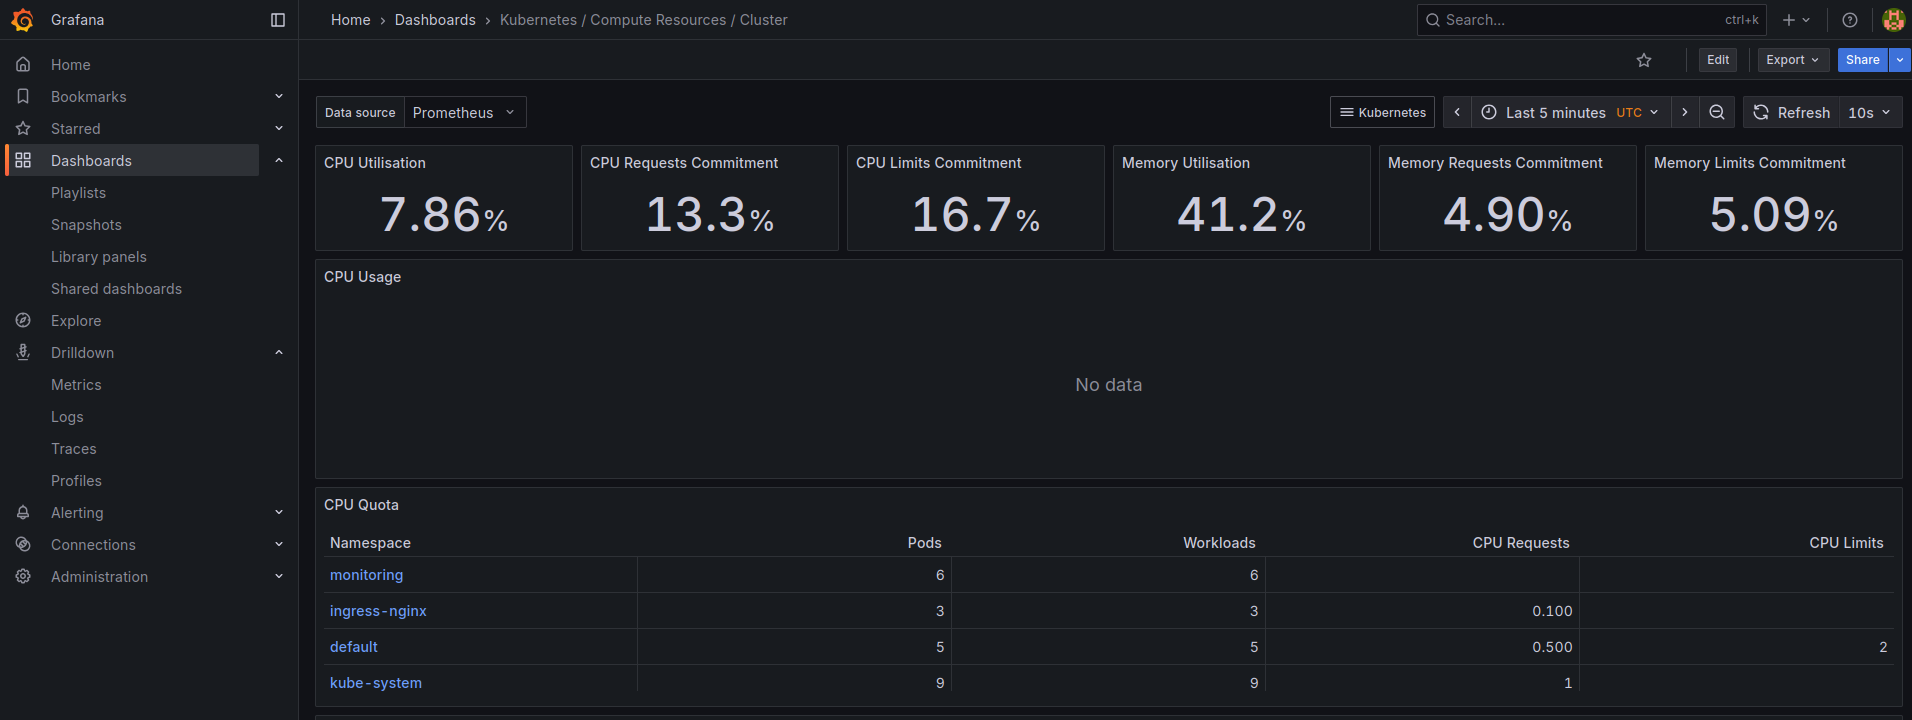 Grafana
Home › Dashboards › Kubernetes / Compute Resources / Cluster
Search...
ctrl+k
Edit
Export
Share
Home
Bookmarks
Starred
Dashboards
Playlists
Snapshots
Library panels
Shared dashboards
Explore
Drilldown
Metrics
Logs
Traces
Profiles
Alerting
Connections
Administration
Data source Prometheus
Kubernetes
Last 5 minutes UTC
Refresh 10s
CPU Utilisation
7.86%
CPU Requests Commitment
13.3%
CPU Limits Commitment
16.7%
Memory Utilisation
41.2%
Memory Requests Commitment
4.90%
Memory Limits Commitment
5.09%
CPU Usage
No data
CPU Quota
Namespace Pods Workloads CPU Requests CPU Limits
monitoring 6 6
ingress-nginx 3 3 0.100
default 5 5 0.500 2
kube-system 9 9 1